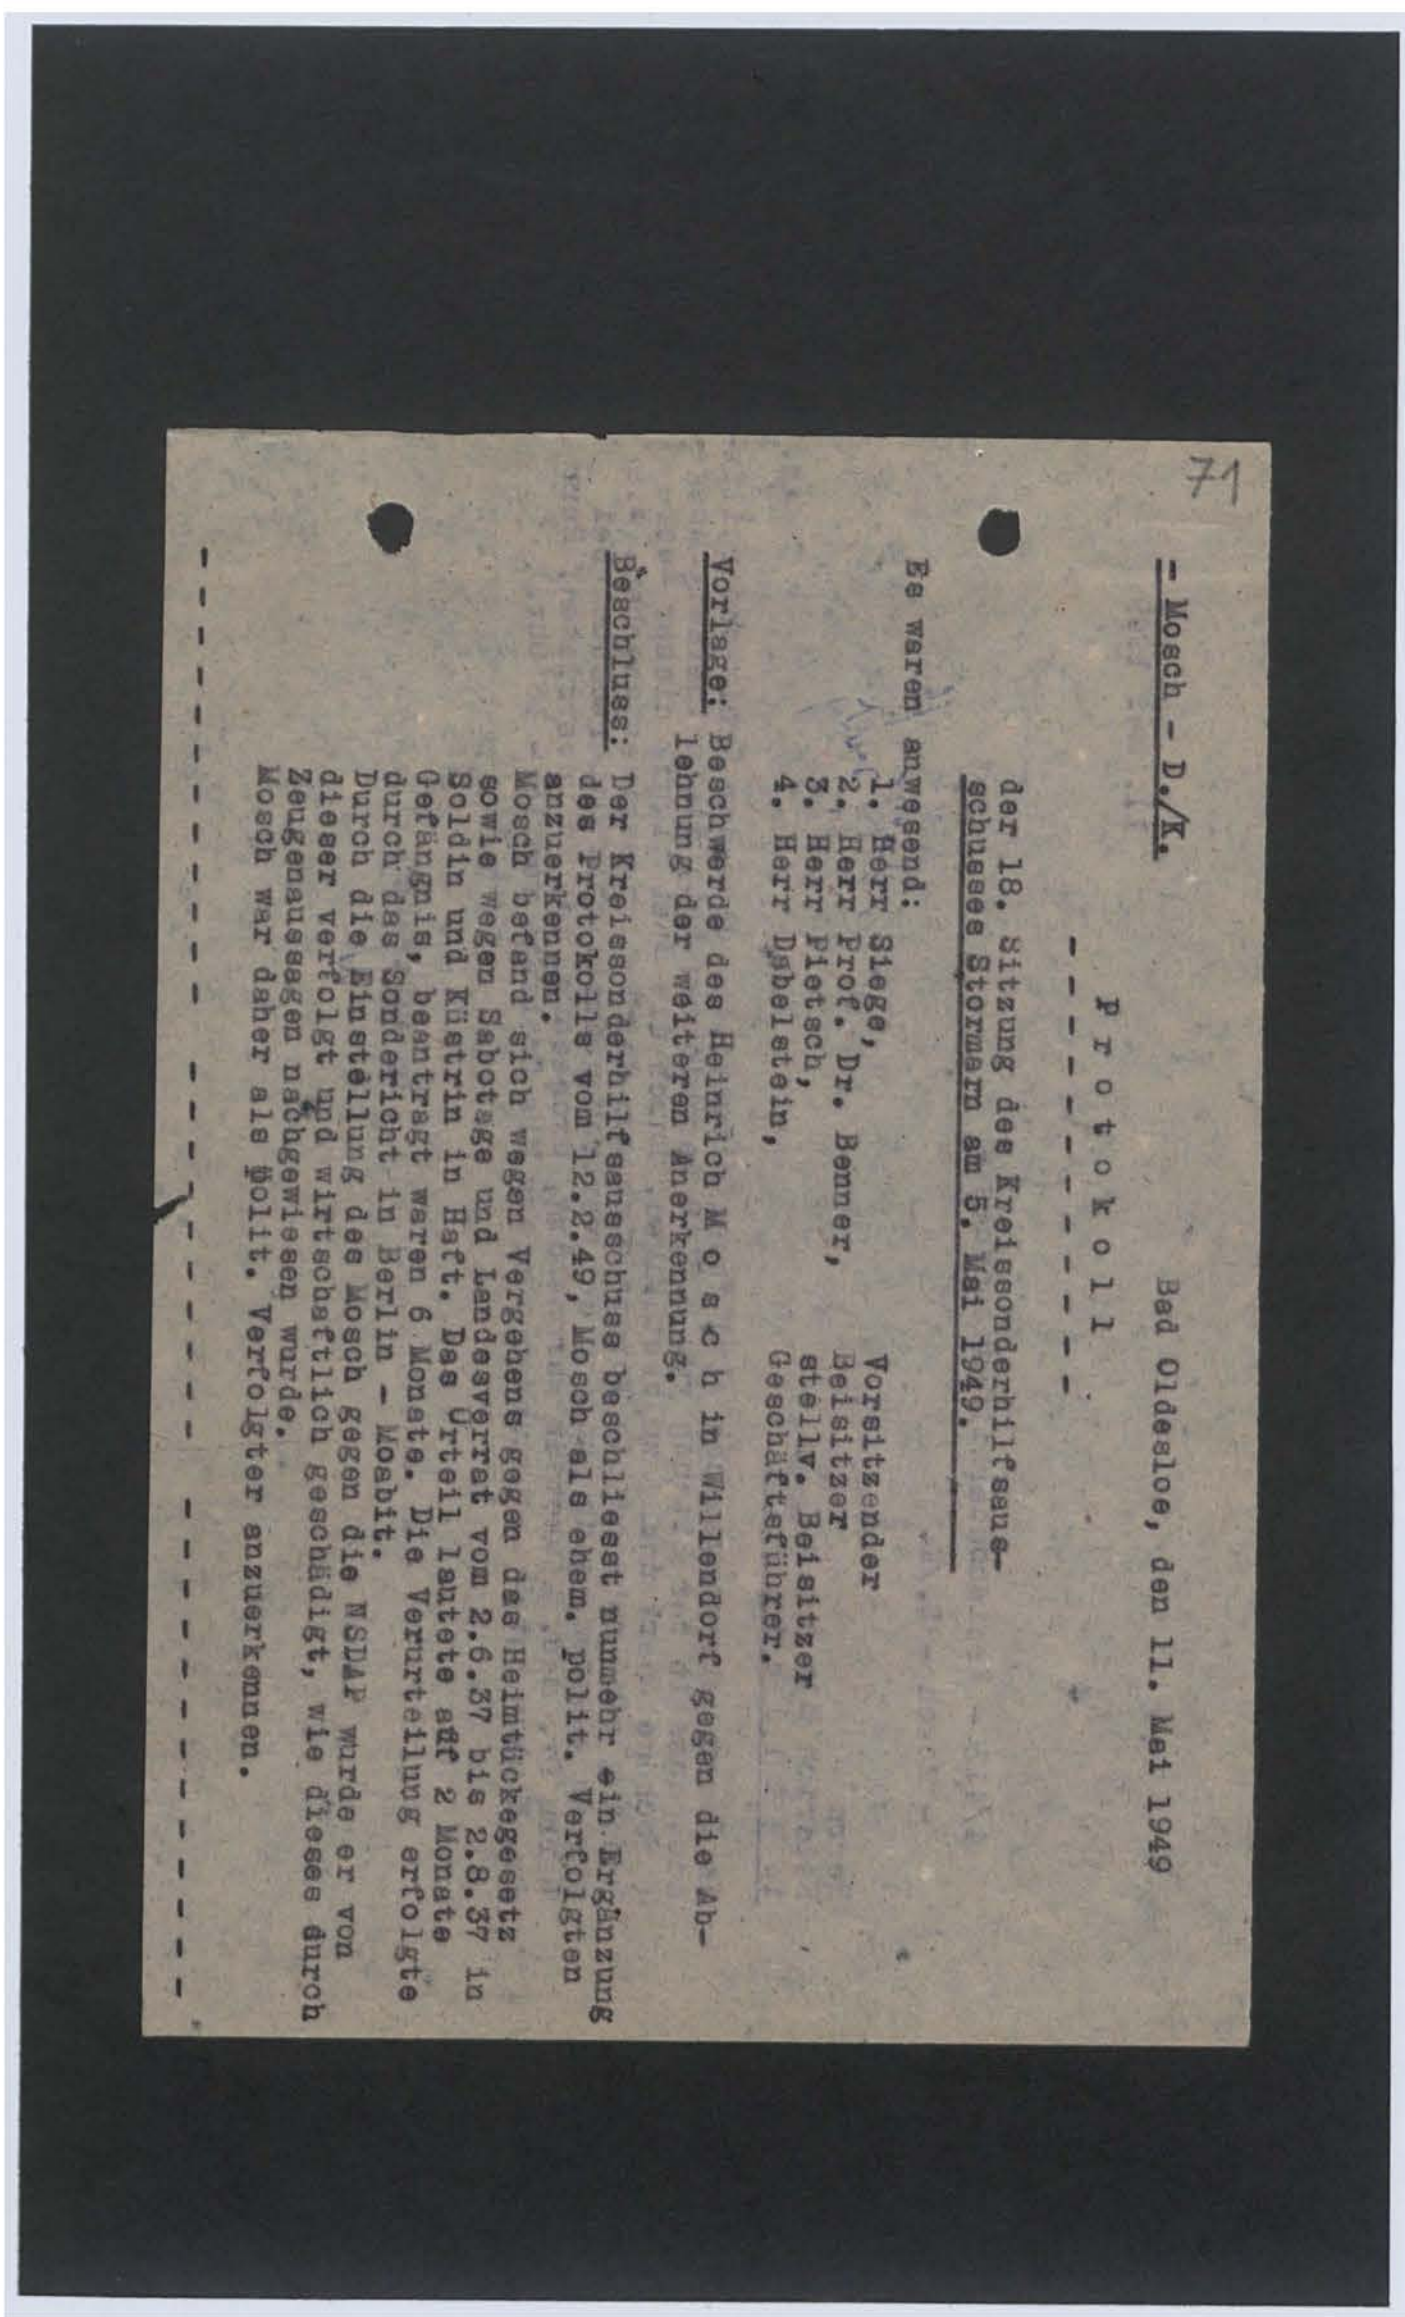 71
- Mosch - D./K.
Bad Oldesloe, den 11. Mai 1949
P r o t o k o l l
- - - - - - - - - - -
der 18. Sitzung des Kreissonderhilfsaus-
schusses Stormarn am 5. Mai 1949.
Es waren anwesend:
1. Herr Siege, Vorsitzender
2. Herr Prof. Dr. Benner, Beisitzer
3. Herr Pietsch, stellv. Beisitzer
4. Herr Dabelstein, Geschäftsführer.
Vorlage: Beschwerde des Heinrich M o s c h in Willendorf gegen die Ab-
lehnung der weiteren Anerkennung.
Beschluss: Der Kreissonderhilfsausschuss beschliesst nunmehr ein Ergänzung
des Protokolls vom 12.2.49, Mosch als ehem. polit. Verfolgten
anzuerkennen.
Mosch befand sich wegen Vergehens gegen das Heimtückegesetz
sowie wegen Sabotage und Landesverrat vom 2.6.37 bis 2.8.37 in
Soldin und Küstrin in Haft. Das Urteil lautete auf 2 Monate
Gefängnis, beantragt waren 6 Monate. Die Verurteilung erfolgte
durch das Sondericht in Berlin - Moabit.
Durch die Einstellung des Mosch gegen die NSDAP wurde er von
dieser verfolgt und wirtschaftlich geschädigt, wie dieses durch
Zeugenaussagen nachgewiesen wurde.
Mosch war daher als polit. Verfolgter anzuerkennen.
- - - - - - - - - - - - - - - - - - - - - - - - - - - - - -